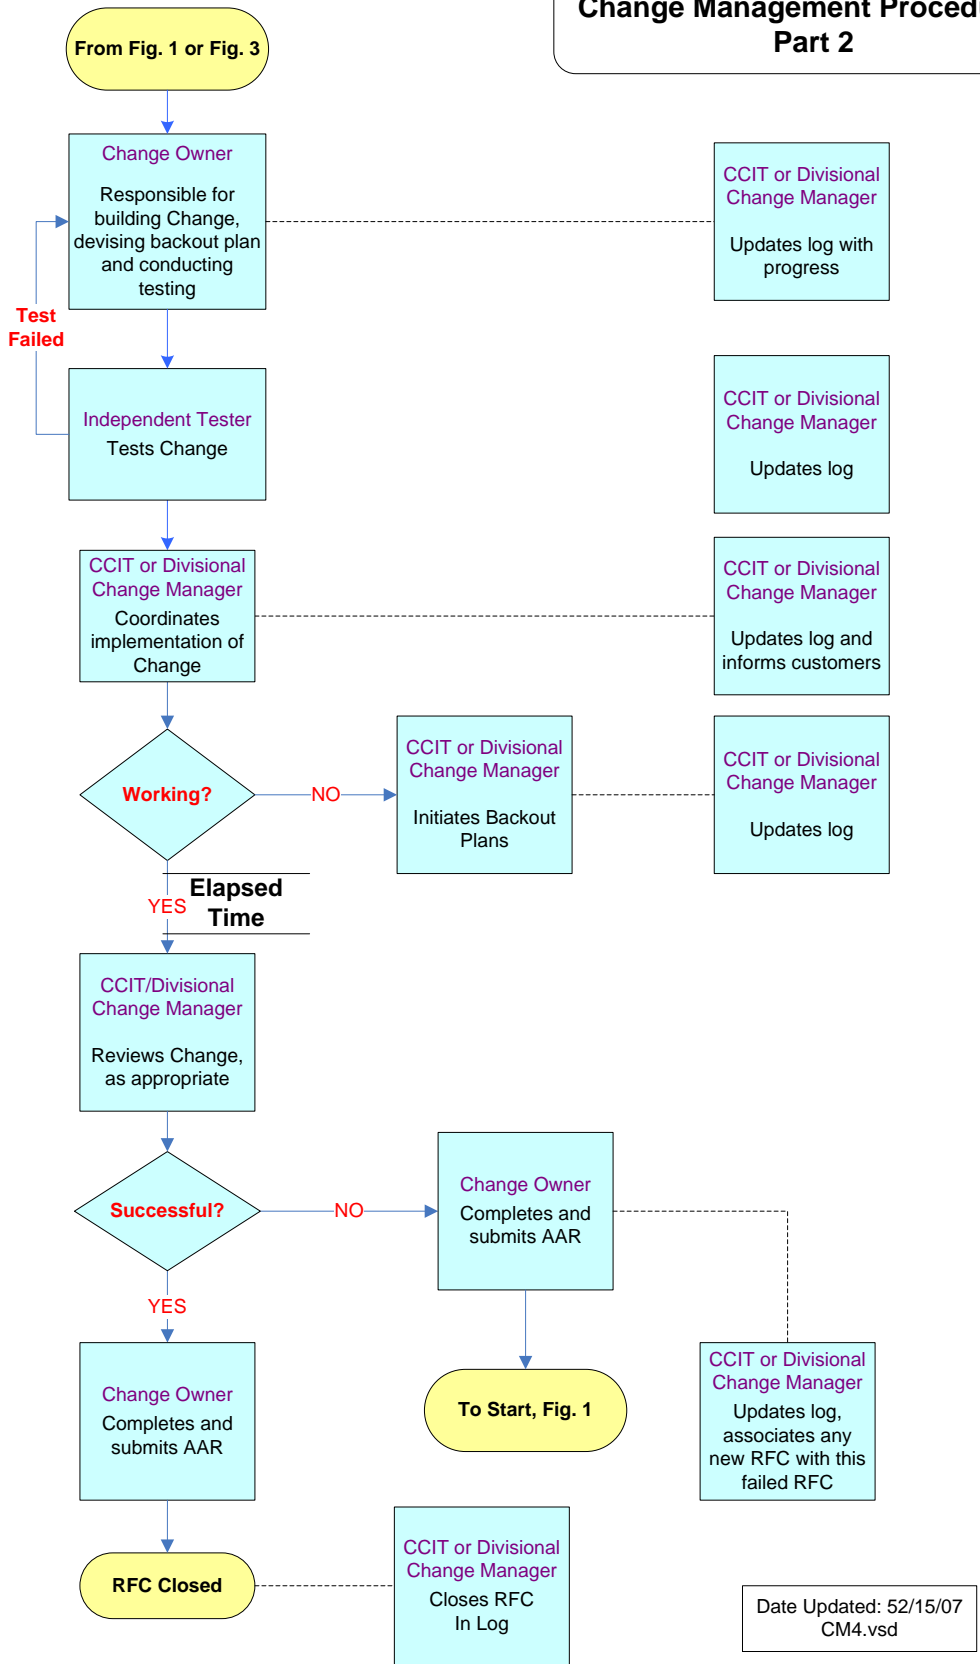 Change Management Proced
Part 2
From Fig. 1 or Fig. 3
Change Owner
Responsible for
building Change,
devising backout plan
and conducting
testing
CCIT or Divisional
Change Manager
Updates log with
progress
Test
Failed
Independent Tester
Tests Change
CCIT or Divisional
Change Manager
Updates log
CCIT or Divisional
Change Manager
Coordinates
implementation of
Change
CCIT or Divisional
Change Manager
Updates log and
informs customers
Working?
NO
CCIT or Divisional
Change Manager
Initiates Backout
Plans
CCIT or Divisional
Change Manager
Updates log
YES
Elapsed
Time
CCIT/Divisional
Change Manager
Reviews Change,
as appropriate
Successful?
NO
Change Owner
Completes and
submits AAR
YES
Change Owner
Completes and
submits AAR
To Start, Fig. 1
CCIT or Divisional
Change Manager
Updates log,
associates any
new RFC with this
failed RFC
RFC Closed
CCIT or Divisional
Change Manager
Closes RFC
In Log
Date Updated: 52/15/07
CM4.vsd